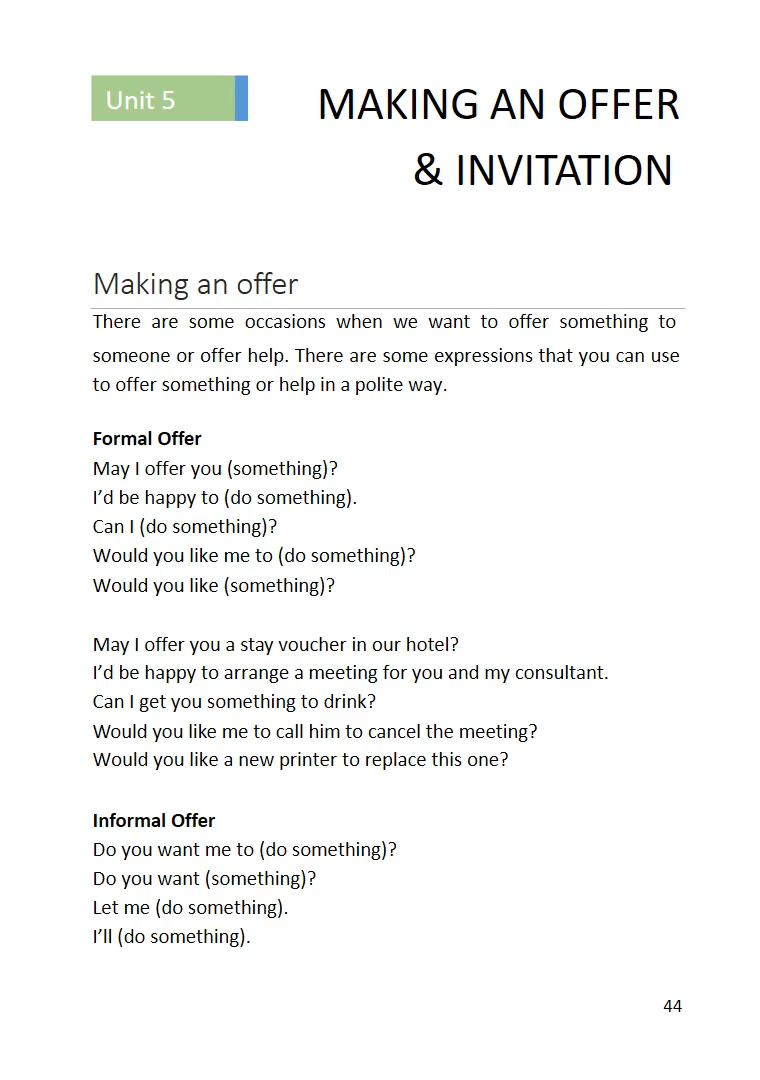 Unit 5
MAKING AN OFFER
& INVITATION
Making an offer
There are some occasions when we want to offer something to
someone or offer help. There are some expressions that you can use
to offer something or help in a polite way.
Formal Offer
May I offer you (something)?
I’d be happy to (do something).
Can I (do something)?
Would you like me to (do something)?
Would you like (something)?
May I offer you a stay voucher in our hotel?
I’d be happy to arrange a meeting for you and my consultant.
Can I get you something to drink?
Would you like me to call him to cancel the meeting?
Would you like a new printer to replace this one?
Informal Offer
Do you want me to (do something)?
Do you want (something)?
Let me (do something).
I’ll (do something).
44